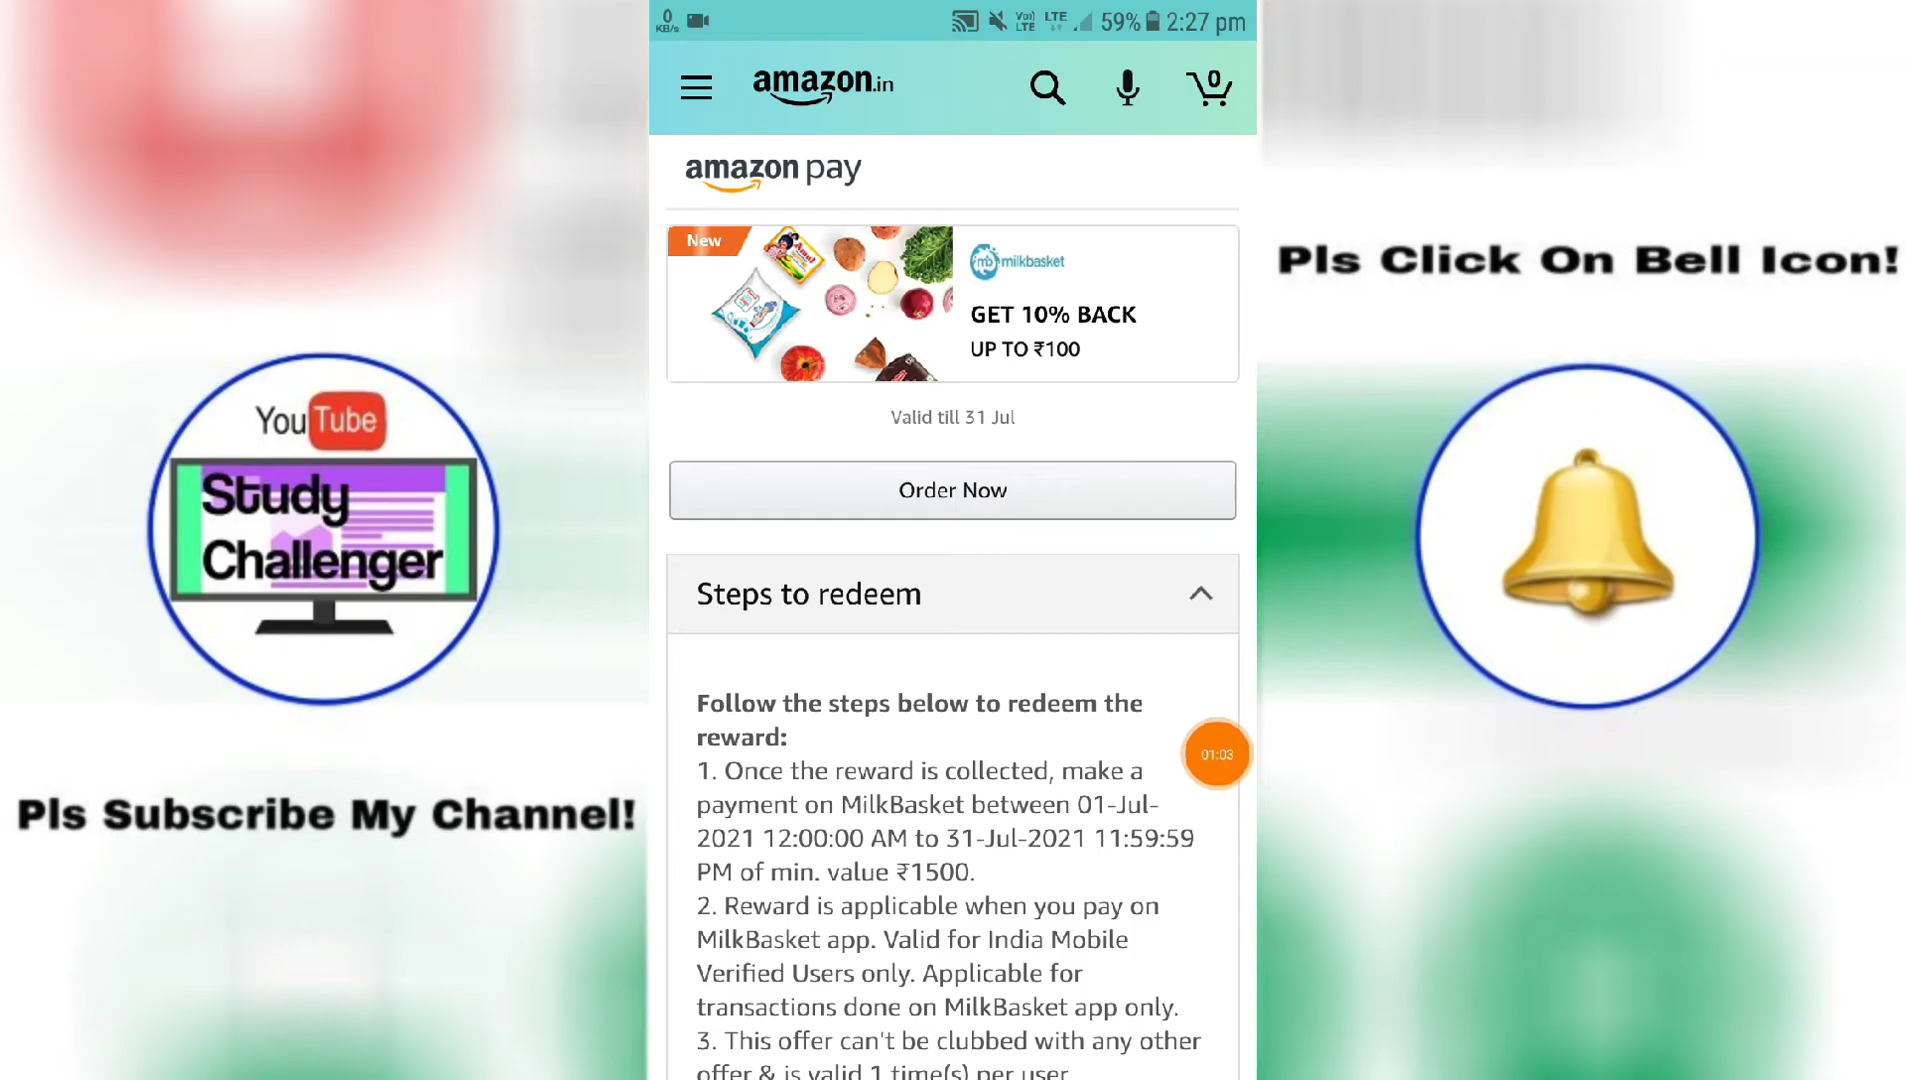 0
KB/s
Vo)
LTE
LTE
59%
2:27 pm
amazon.in
0
amazon pay
New
Amul
mb milkbasket
GET 10% BACK
UP TO ₹100
Valid till 31 Jul
Order Now
Steps to redeem
Follow the steps below to redeem the
reward:
1. Once the reward is collected, make a
payment on MilkBasket between 01-Jul-
2021 12:00:00 AM to 31-Jul-2021 11:59:59
PM of min. value ₹1500.
2. Reward is applicable when you pay on
MilkBasket app. Valid for India Mobile
Verified Users only. Applicable for
transactions done on MilkBasket app only.
3. This offer can't be clubbed with any other
offer & is valid 1 time(s) per user
01:03
YouTube
Study
Challenger
Pls Subscribe My Channel!
Pls Click On Bell Icon!